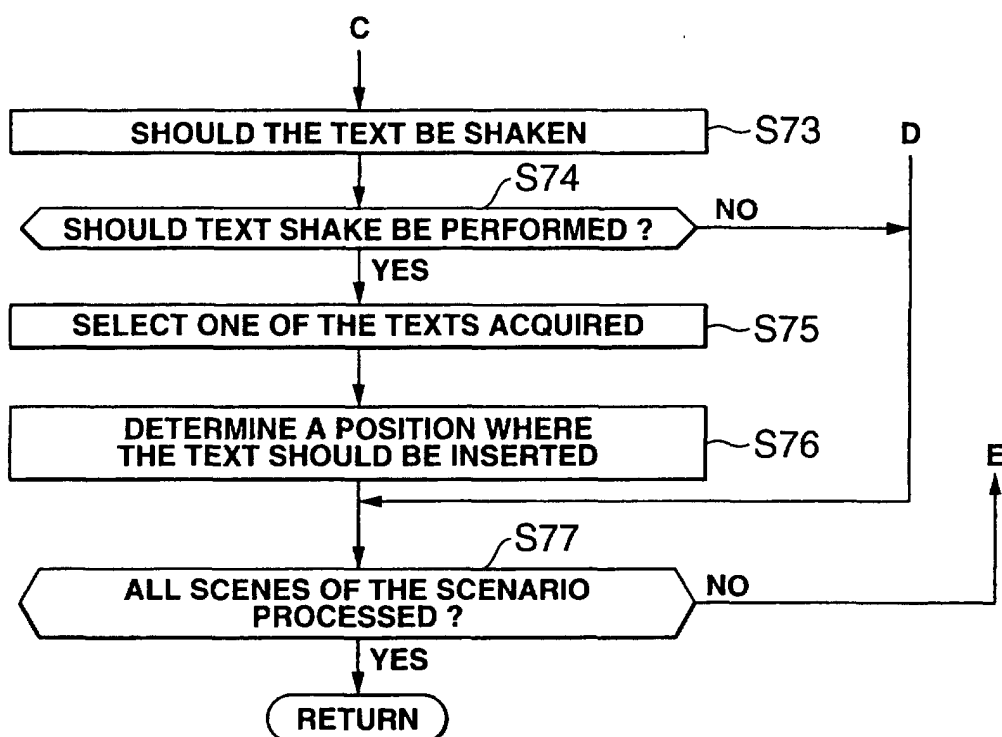 C
SHOULD THE TEXT BE SHAKEN
S73
D
S74
SHOULD TEXT SHAKE BE PERFORMED ?
NO
YES
SELECT ONE OF THE TEXTS ACQUIRED
S75
DETERMINE A POSITION WHERE
THE TEXT SHOULD BE INSERTED
S76
E
S77
ALL SCENES OF THE SCENARIO
PROCESSED ?
NO
YES
RETURN